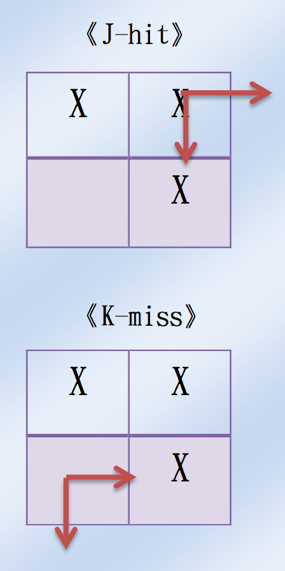 《J-hit》
X X
X
《K-miss》
X X
X